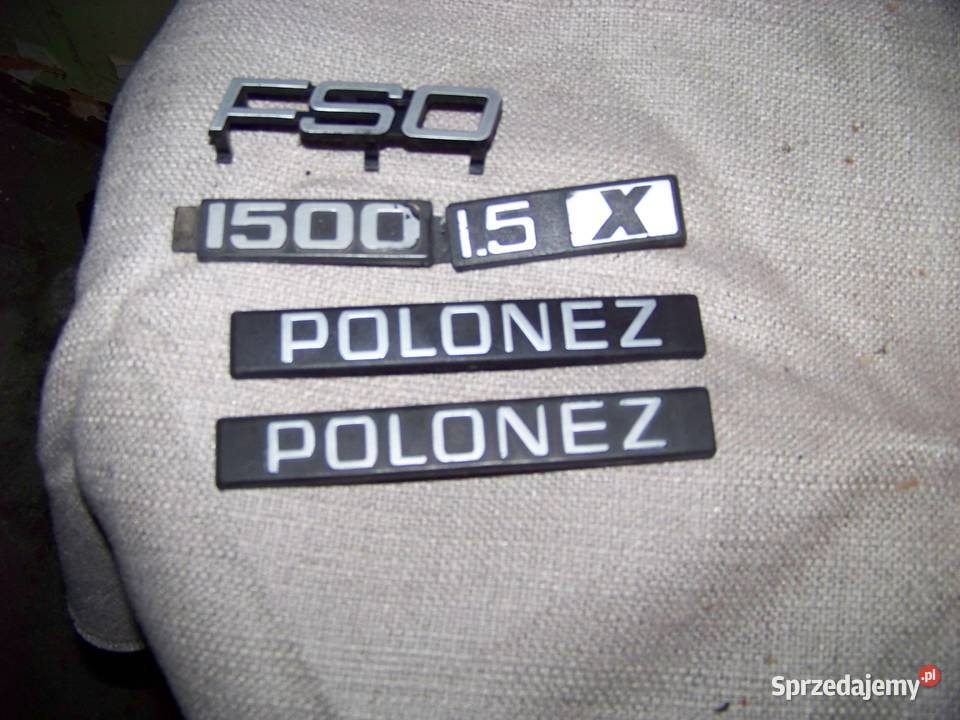 FSO
1500 1.5 X
POLONEZ
POLONEZ
Sprzedajemy.pl